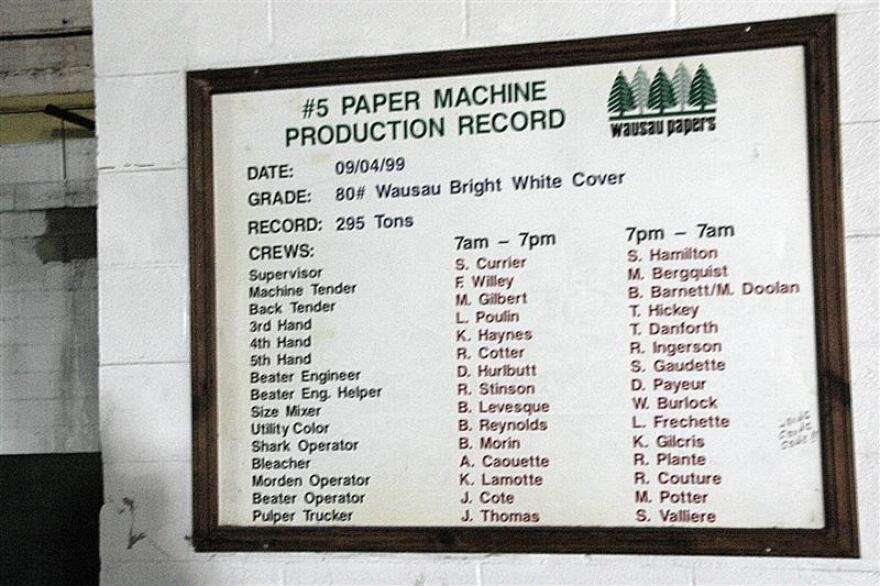 #5 PAPER MACHINE
PRODUCTION RECORD
wausau papers
DATE: 09/04/99
GRADE: 80# Wausau Bright White Cover
RECORD: 295 Tons
CREWS: 7am – 7pm 7pm – 7am
Supervisor S. Currier S. Hamilton
Machine Tender F. Willey M. Bergquist
Back Tender M. Gilbert B. Barnett/M. Doolan
3rd Hand L. Poulin T. Hickey
4th Hand K. Haynes T. Danforth
5th Hand R. Cotter R. Ingerson
Beater Engineer D. Hurlbutt S. Gaudette
Beater Eng. Helper R. Stinson D. Payeur
Size Mixer B. Levesque W. Burlock
Utility Color B. Reynolds L. Frechette
Shark Operator B. Morin K. Gilcris
Bleacher A. Caouette R. Plante
Morden Operator K. Lamotte R. Couture
Beater Operator J. Cote M. Potter
Pulper Trucker J. Thomas S. Valliere